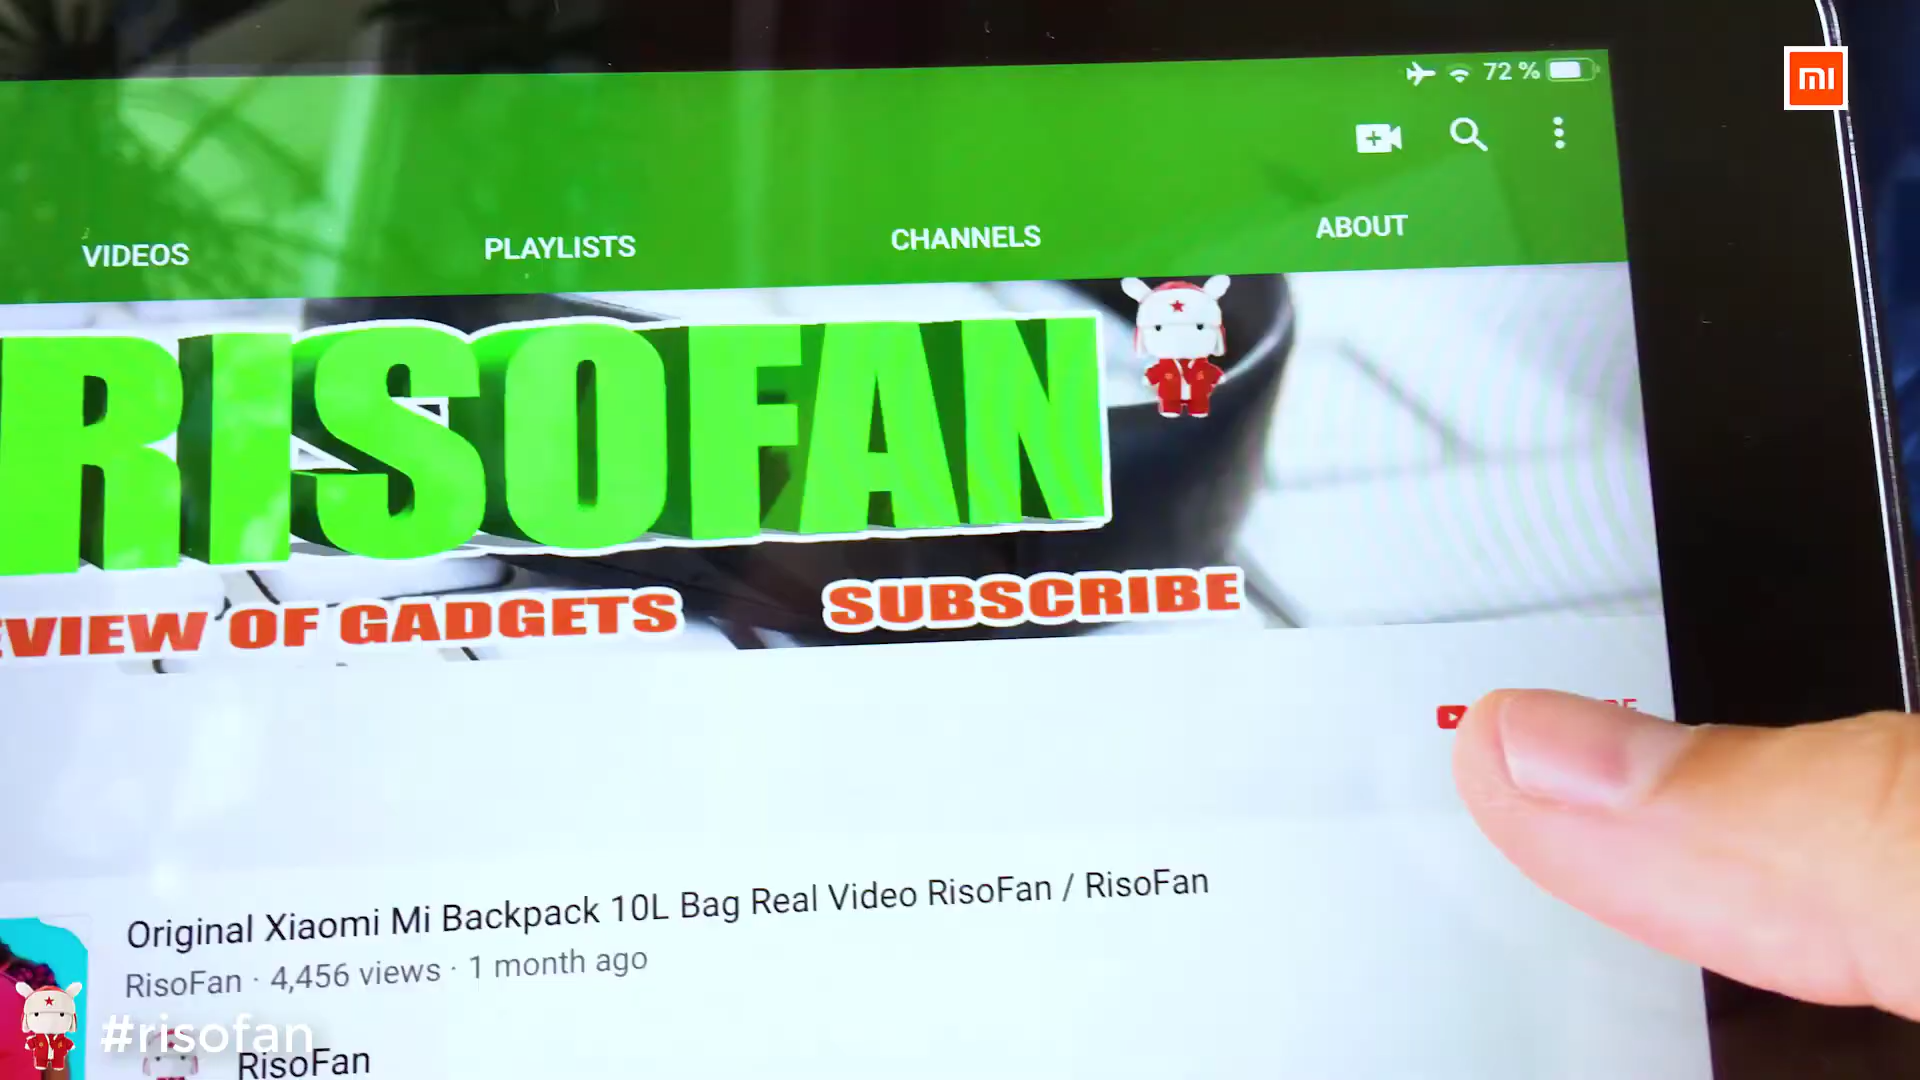 72 %
VIDEOS PLAYLISTS CHANNELS ABOUT
RISOFAN
REVIEW OF GADGETS SUBSCRIBE
Original Xiaomi Mi Backpack 10L Bag Real Video RisoFan / RisoFan
RisoFan · 4,456 views · 1 month ago
RisoFan
#risofan
mi